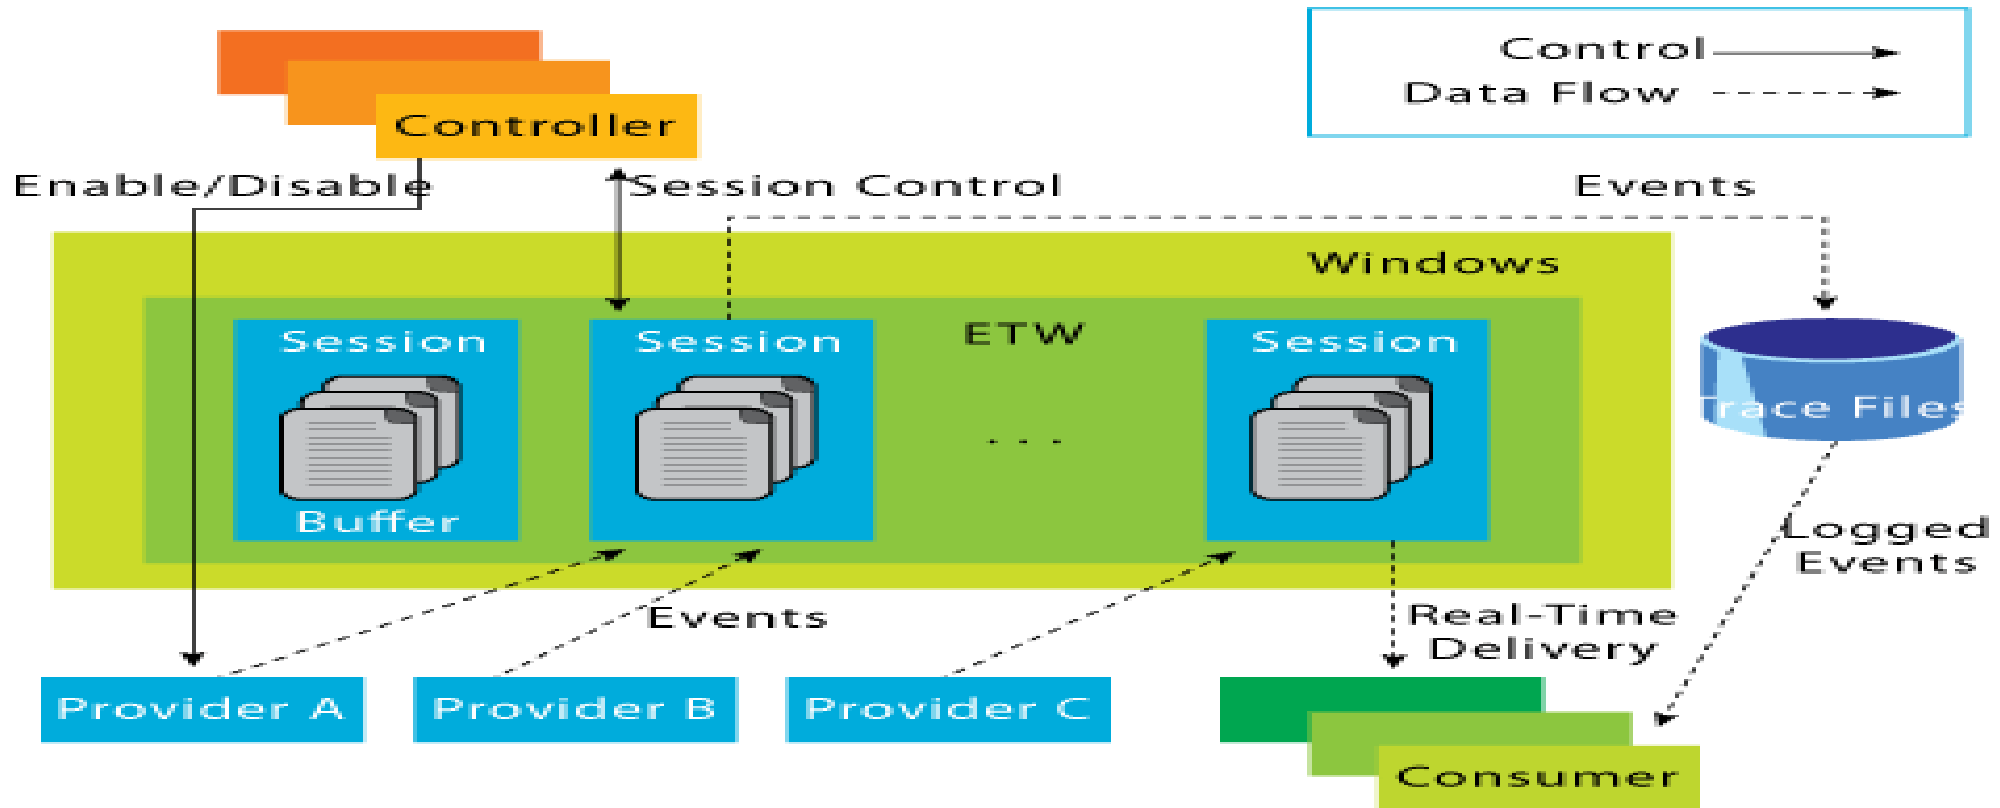 Control
Data Flow
Controller
Enable/Disable
Session Control
Events
Windows
ETW
Session
Session
Session
Buffer
. . .
Trace Files
Logged
Events
Events
Real-Time
Delivery
Provider A
Provider B
Provider C
Consumer